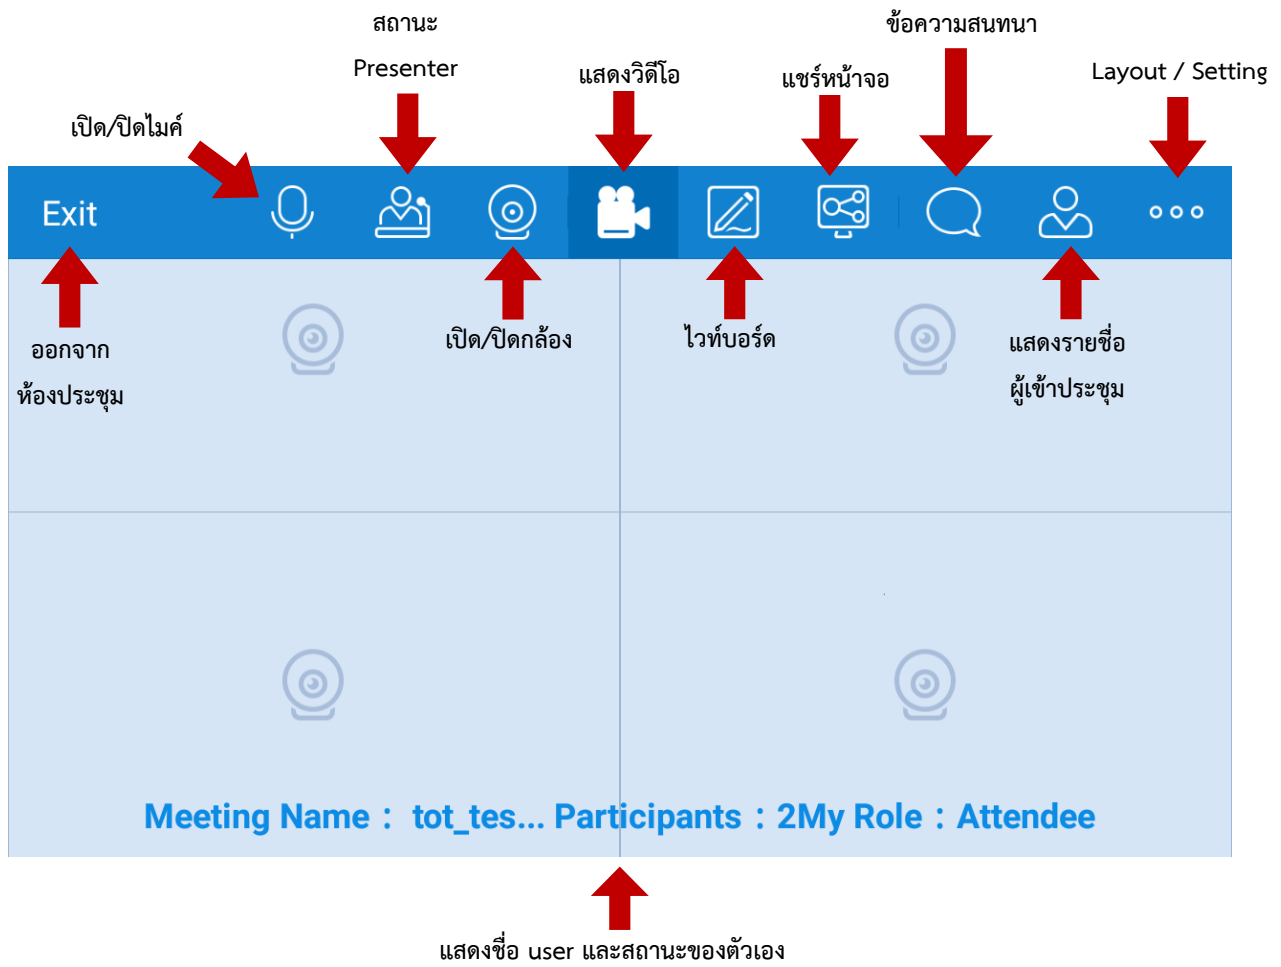 สถานะ
Presenter
ข้อความสนทนา
แสดงวิดีโอ
แชร์หน้าจอ
Layout / Setting
เปิด/ปิดไมค์
Exit
ออกจาก
ห้องประชุม
เปิด/ปิดกล้อง
ไวท์บอร์ด
แสดงรายชื่อ
ผู้เข้าประชุม
Meeting Name : tot_tes... Participants : 2My Role : Attendee
แสดงชื่อ user และสถานะของตัวเอง